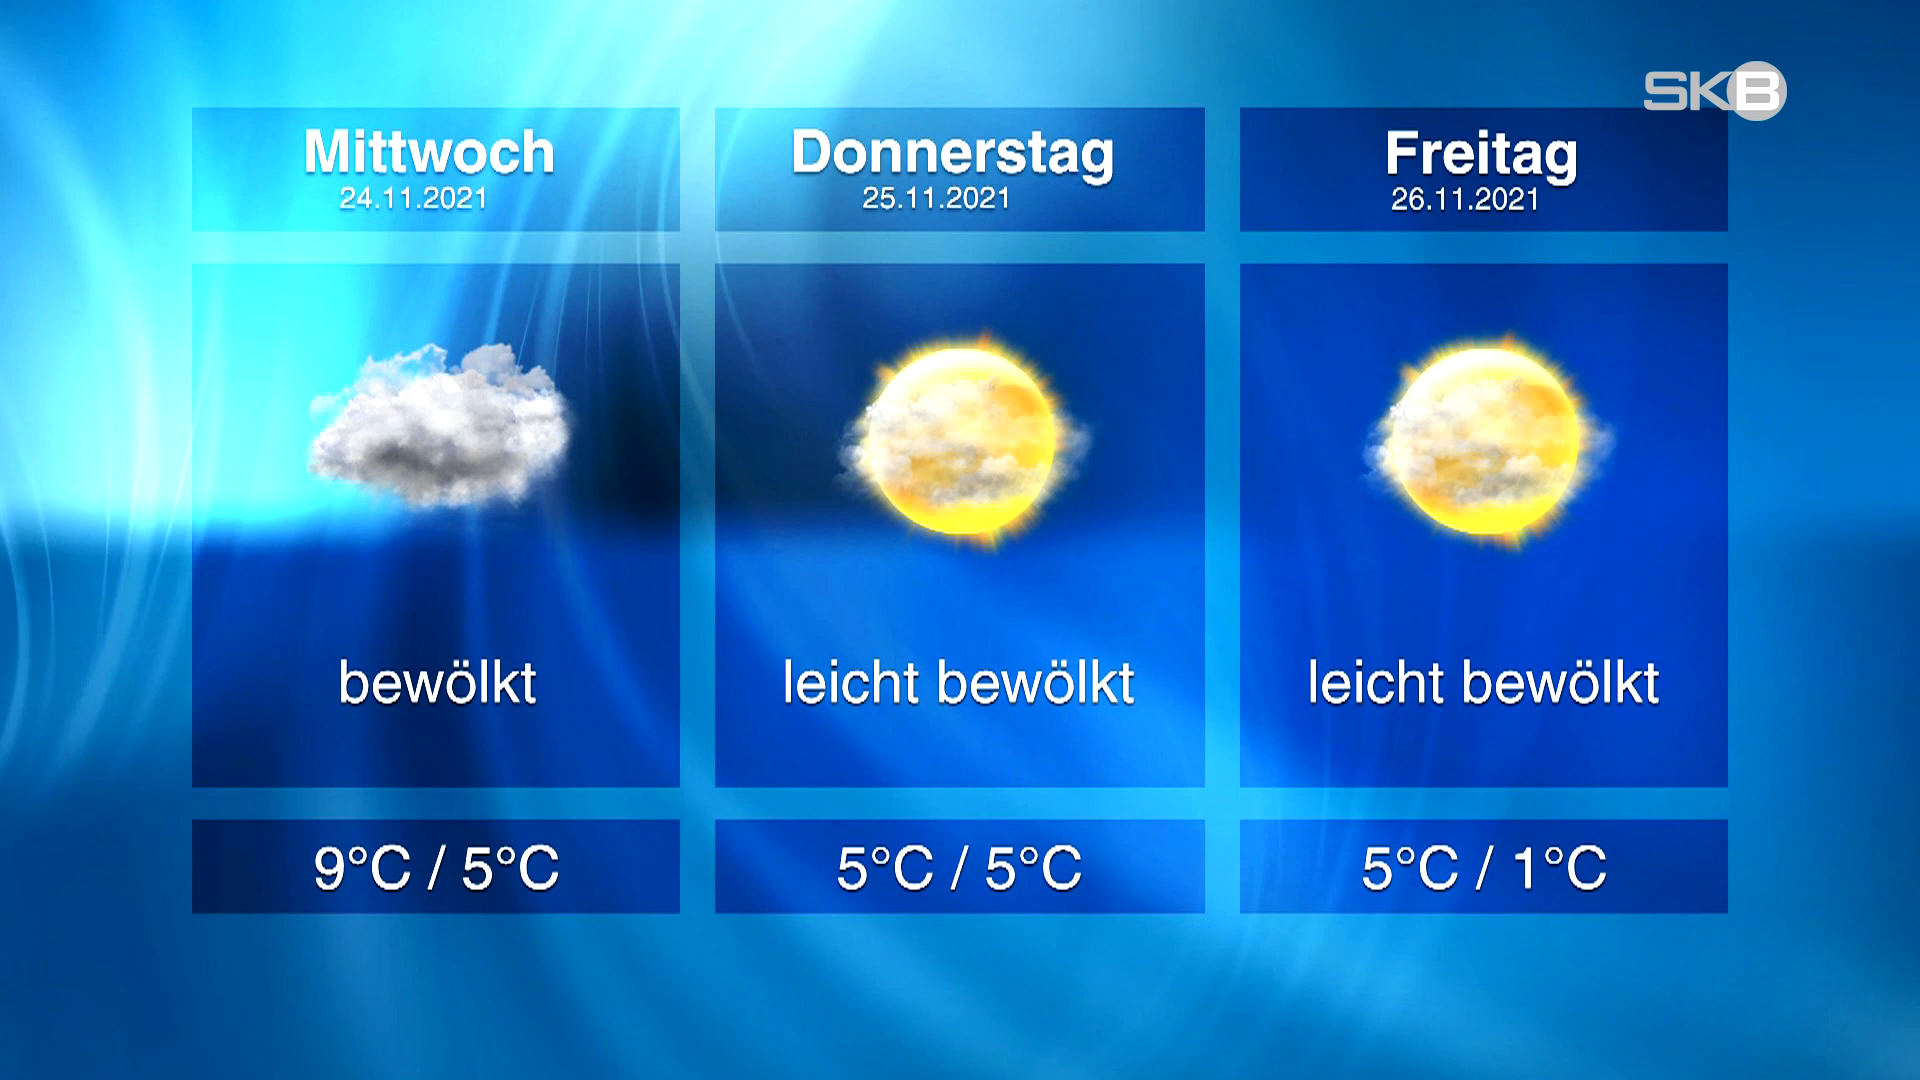 SKB
Mittwoch
24.11.2021
bewölkt
9°C / 5°C
Donnerstag
25.11.2021
leicht bewölkt
5°C / 5°C
Freitag
26.11.2021
leicht bewölkt
5°C / 1°C